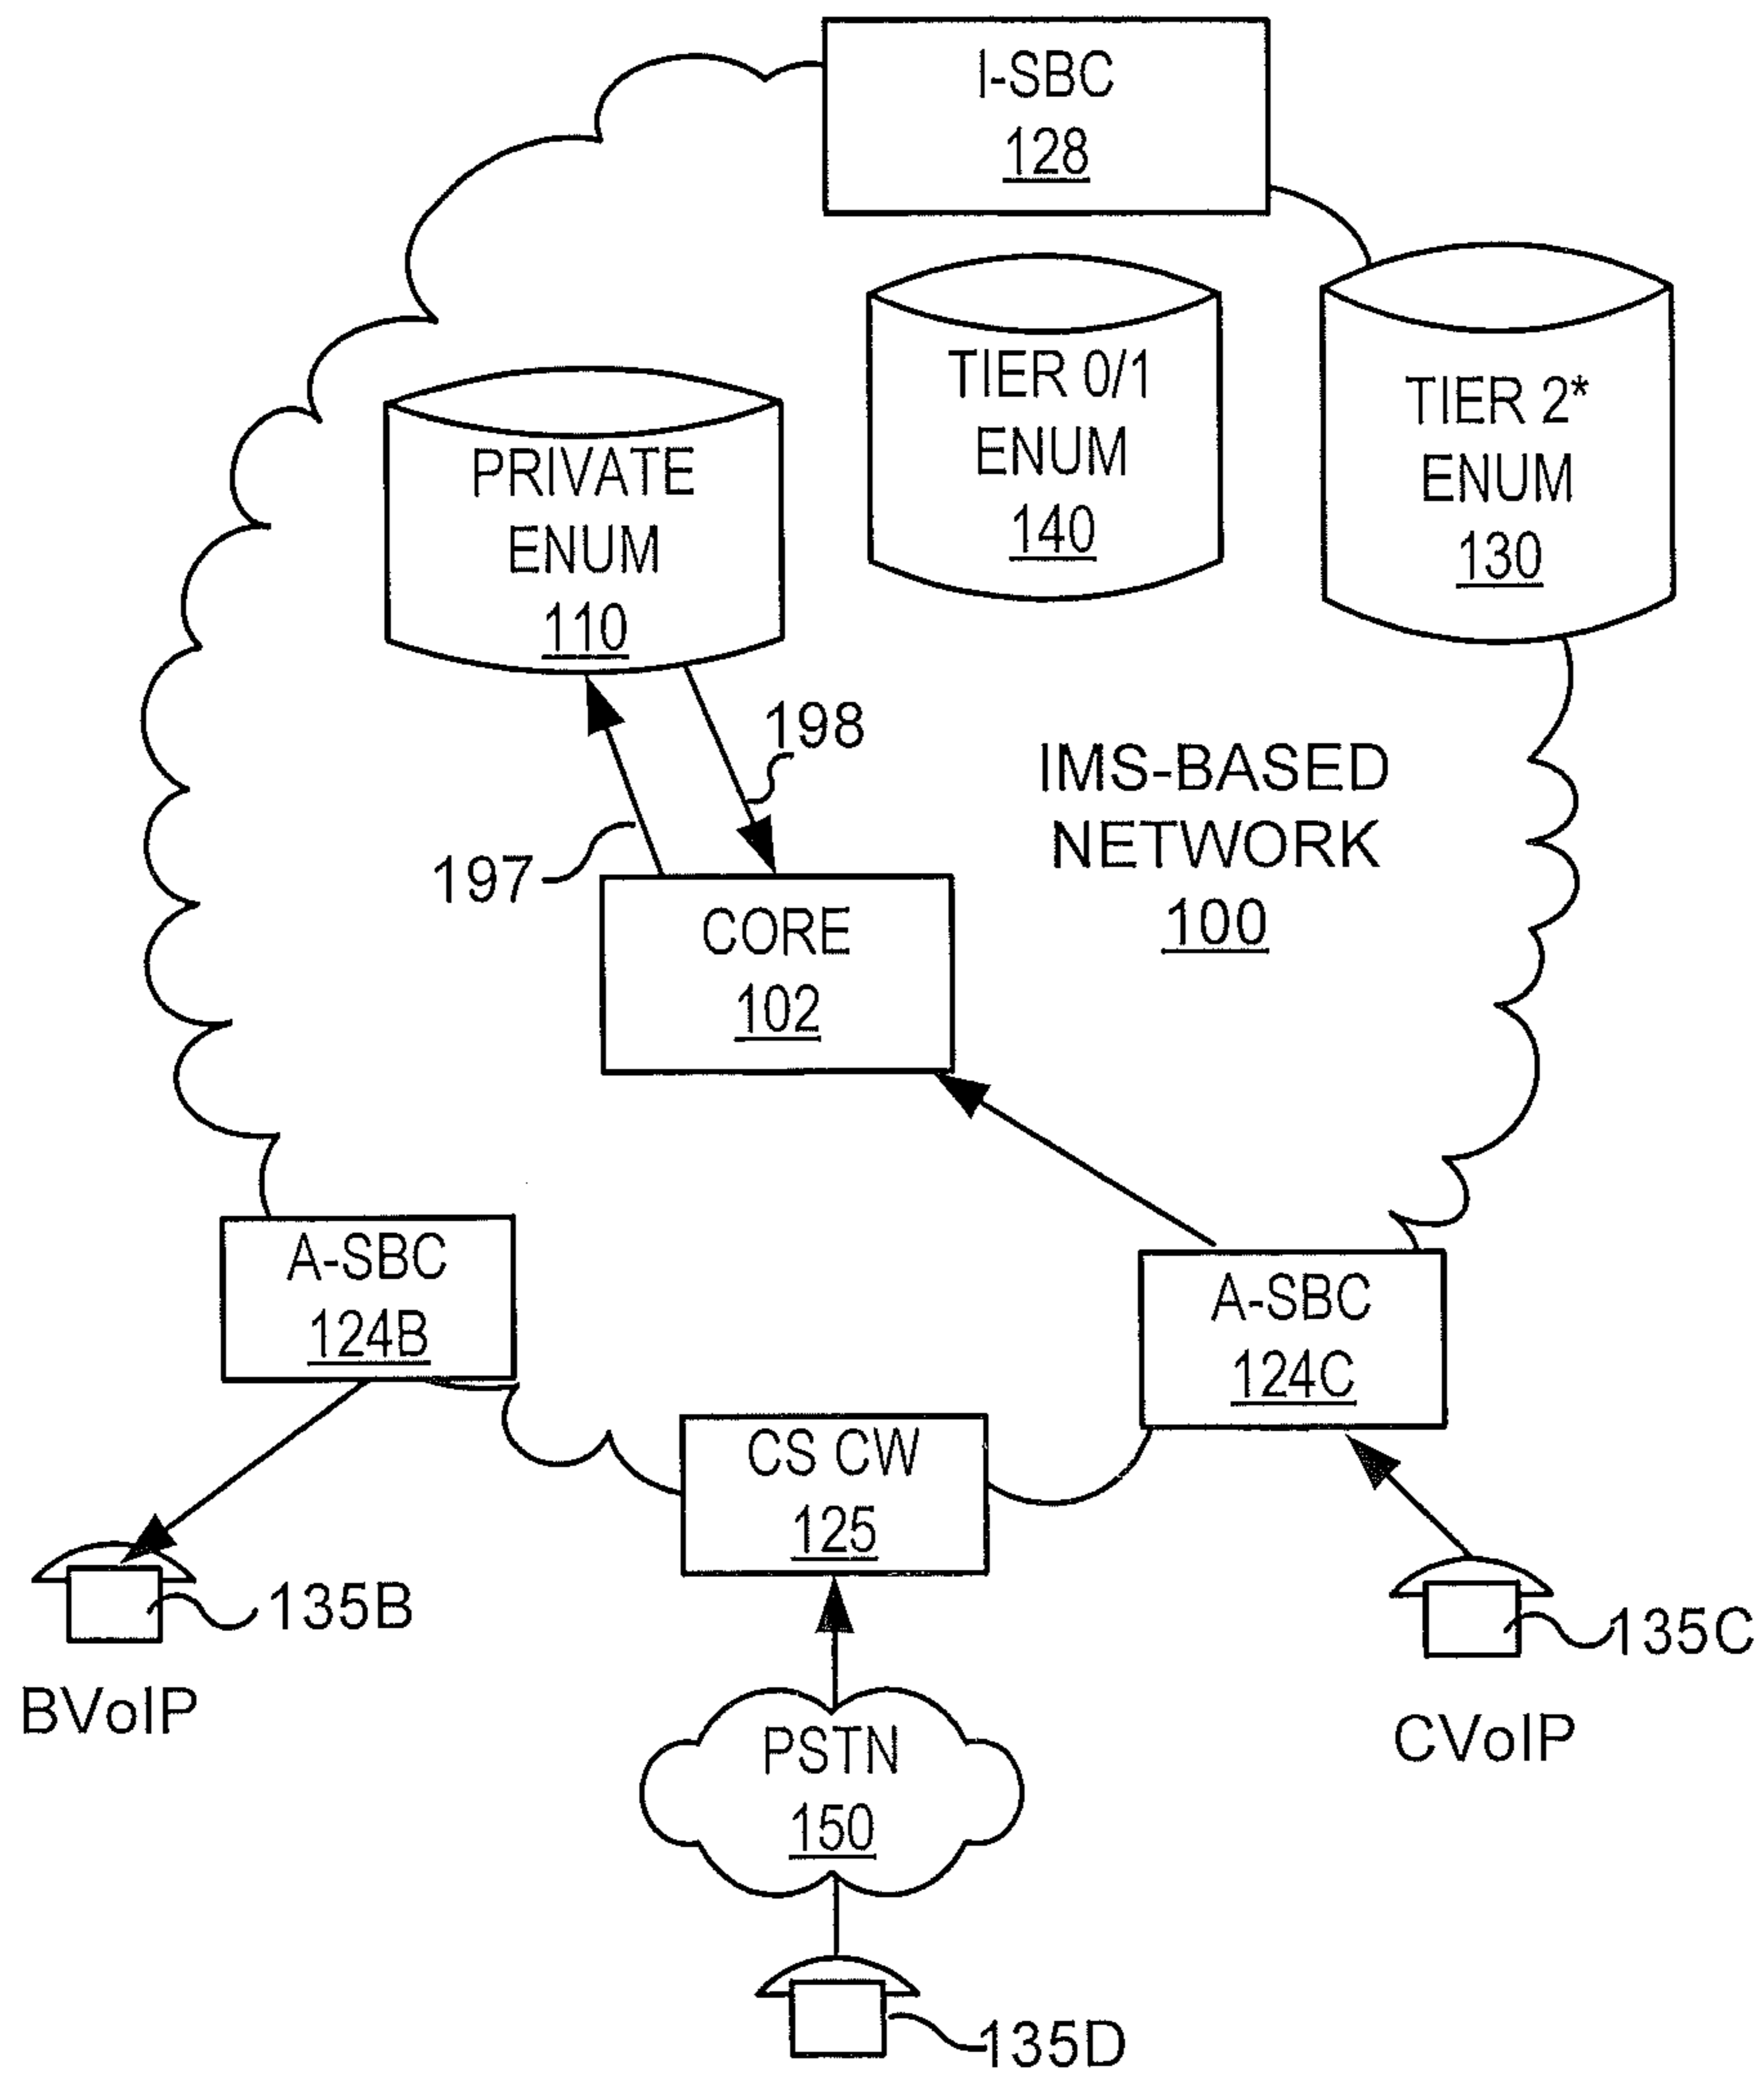 I-SBC
128
TIER 0/1
ENUM
140
TIER 2*
ENUM
130
PRIVATE
ENUM
110
198
197
IMS-BASED
NETWORK
100
CORE
102
A-SBC
124B
A-SBC
124C
CS CW
125
135B
BVoIP
135C
CVoIP
PSTN
150
135D